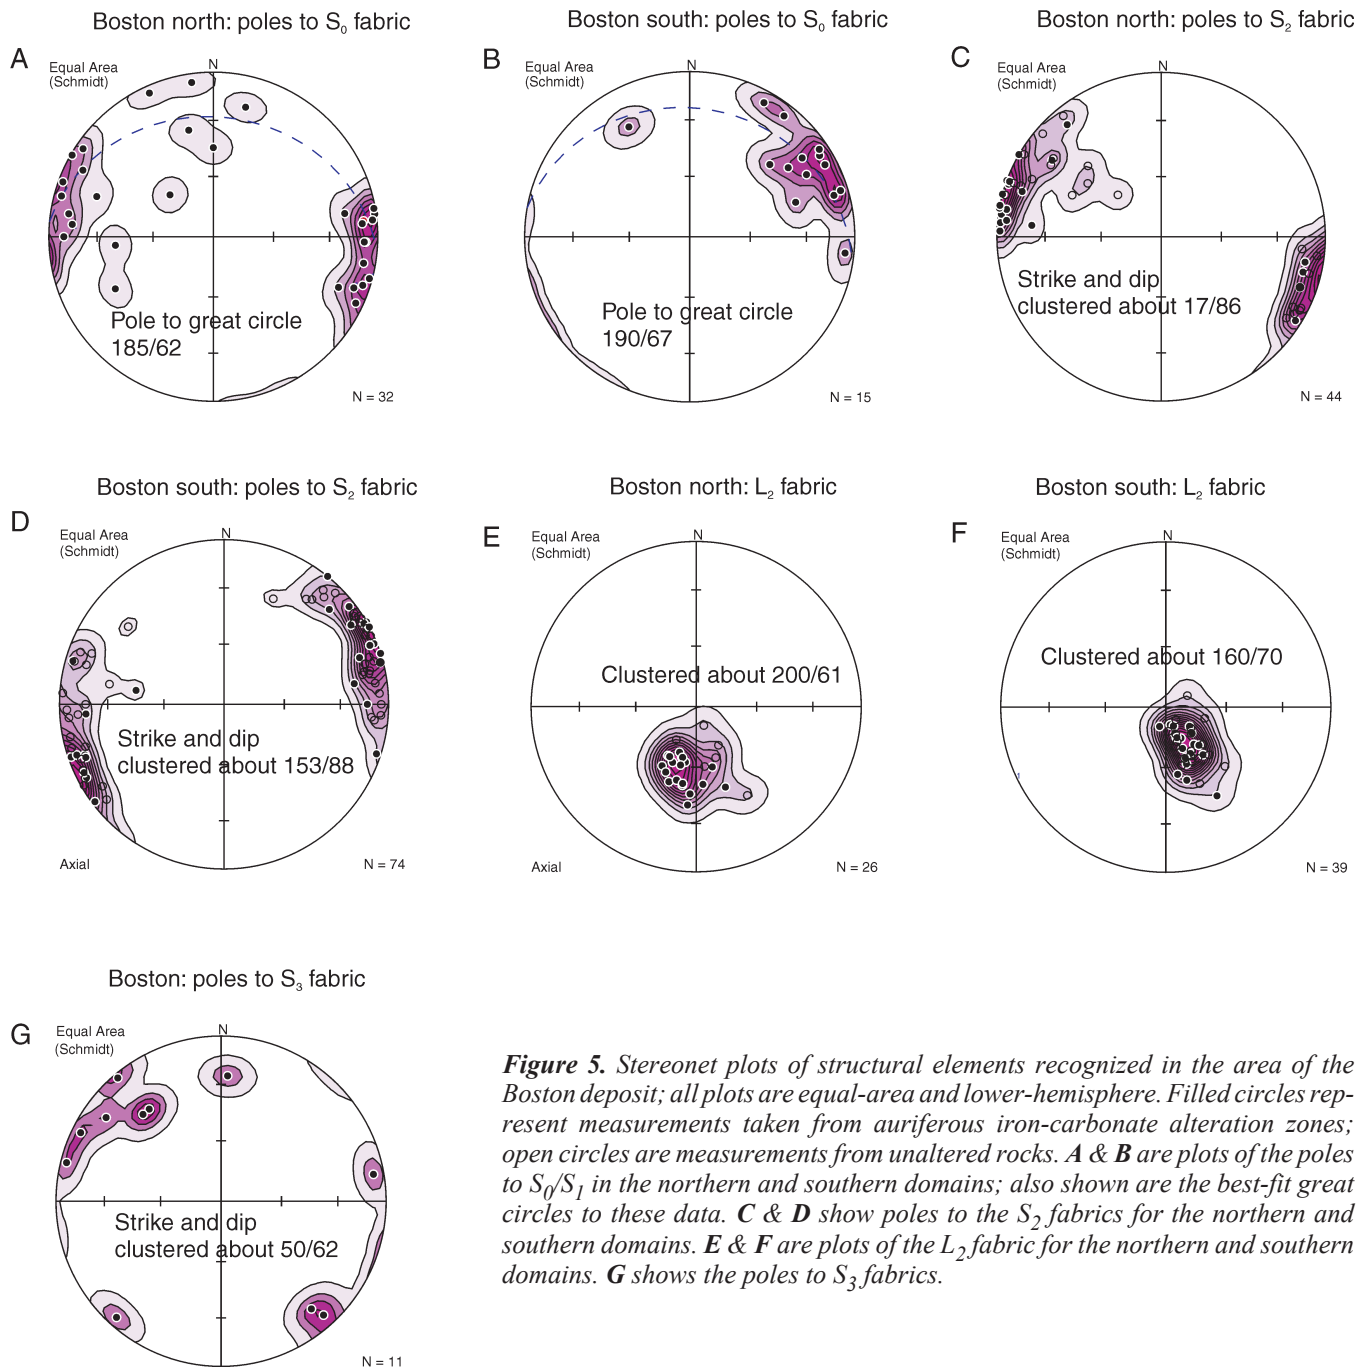 Boston north: poles to S0 fabric
A
Equal Area
(Schmidt)
N
Pole to great circle
185/62
N = 32
Boston south: poles to S0 fabric
B
Equal Area
(Schmidt)
N
Pole to great circle
190/67
N = 15
Boston north: poles to S2 fabric
C
Equal Area
(Schmidt)
N
Strike and dip
clustered about 17/86
N = 44
Boston south: poles to S2 fabric
D
Equal Area
(Schmidt)
N
Strike and dip
clustered about 153/88
Axial
N = 74
Boston north: L2 fabric
E
Equal Area
(Schmidt)
N
Clustered about 200/61
Axial
N = 26
Boston south: L2 fabric
F
Equal Area
(Schmidt)
N
Clustered about 160/70
N = 39
Boston: poles to S3 fabric
G
Equal Area
(Schmidt)
N
Strike and dip
clustered about 50/62
N = 11
Figure 5. Stereonet plots of structural elements recognized in the area of the
Boston deposit; all plots are equal-area and lower-hemisphere. Filled circles rep-
resent measurements taken from auriferous iron-carbonate alteration zones;
open circles are measurements from unaltered rocks. A & B are plots of the poles
to S0/S1 in the northern and southern domains; also shown are the best-fit great
circles to these data. C & D show poles to the S2 fabrics for the northern and
southern domains. E & F are plots of the L2 fabric for the northern and southern
domains. G shows the poles to S3 fabrics.